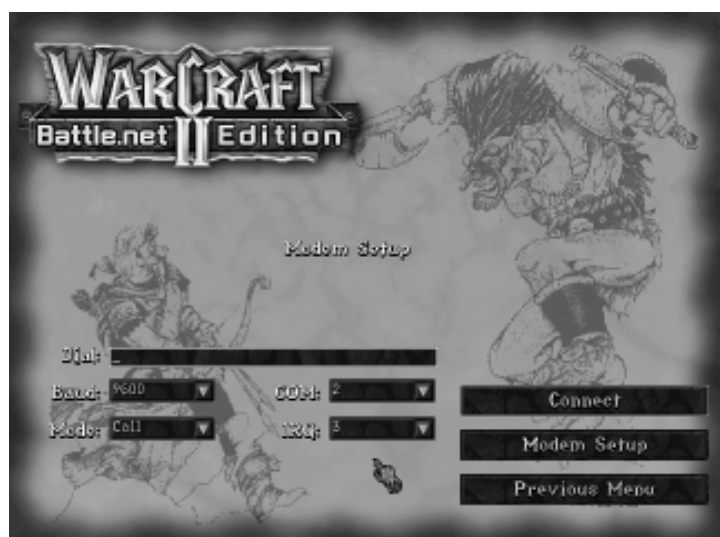 WARCRAFT
Battle.net II Edition
Modem Setup
Dial: _
Baud: 9600 COM: 2
Connect
Mode: Call IRQ: 3
Modem Setup
Previous Menu